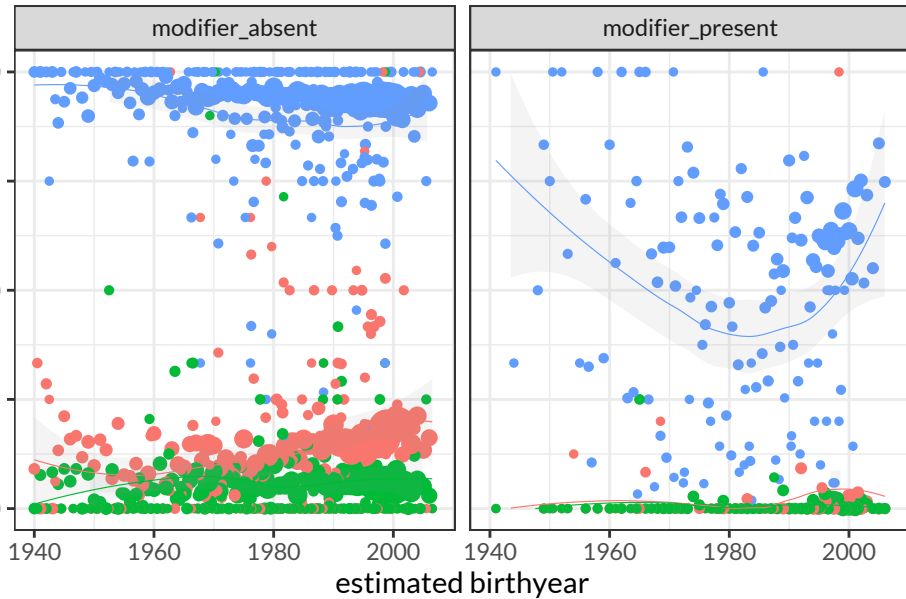 modifier_absent modifier_present
1940 1960 1980 2000 1940 1960 1980 2000
estimated birthyear